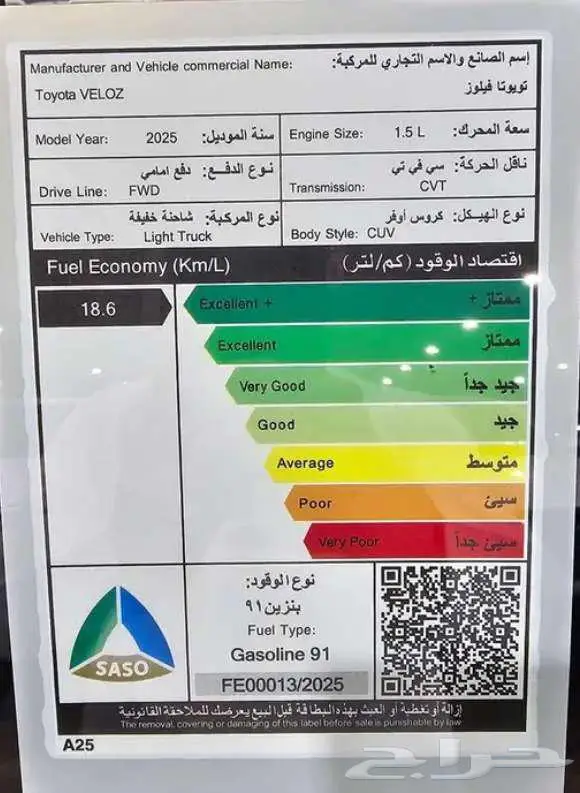 إسم الصانع والاسم التجاري للمركبة:
Manufacturer and Vehicle commercial Name:
تويوتا فيلوز
Toyota VELOZ
Model Year: 2025 سنة الموديل:
Engine Size: 1.5 L سعة المحرك:
نوع الدفع: دفع امامي
Drive Line: FWD
ناقل الحركة: سي في تي
Transmission: CVT
نوع المركبة: شاحنة خفيفة
Vehicle Type: Light Truck
نوع الهيكل: كروس أوفر
Body Style: CUV
Fuel Economy (Km/L) اقتصاد الوقود (كم/لتر)
18.6
Excellent + ممتاز +
Excellent ممتاز
Very Good جيد جداً
Good جيد
Average متوسط
Poor سيئ
Very Poor سيئ جداً
SASO
نوع الوقود:
بنزين ٩١
Fuel Type:
Gasoline 91
FE00013/2025
إزالة أو تغطية أو العبث بهذه البطاقة قبل البيع يعرضك للملاحقة القانونية
The removal, covering or damaging of this label before sale is punishable by law
A25
حراج